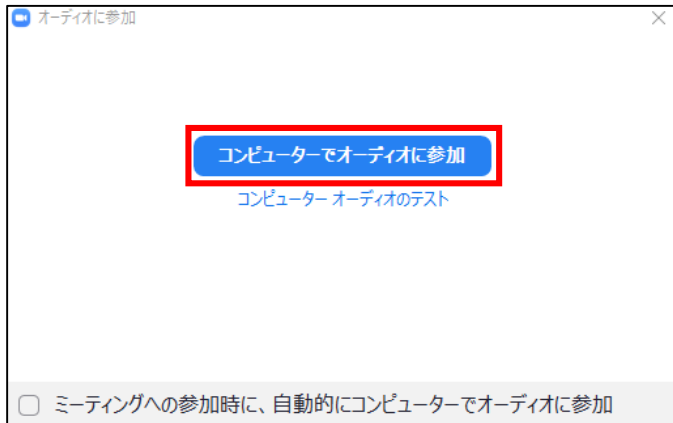 オーディオに参加
コンピューターでオーディオに参加
コンピューター オーディオのテスト
ミーティングへの参加時に、自動的にコンピューターでオーディオに参加